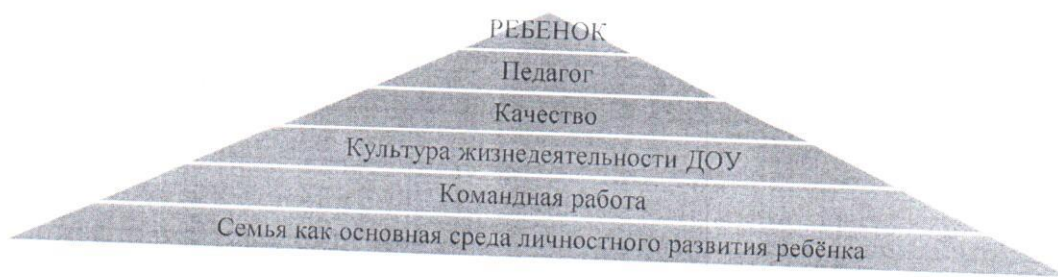 РЕБЕНОК
Педагог
Качество
Культура жизнедеятельности ДОУ
Командная работа
Семья как основная среда личностного развития ребёнка